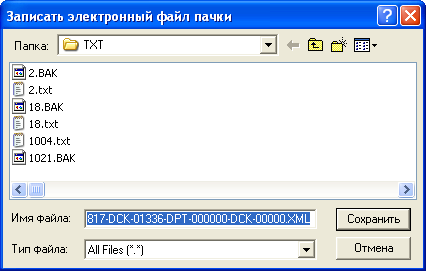 Записать электронный файл пачки
Папка: TXT
2.BAK
2.txt
18.BAK
18.txt
1004.txt
1021.BAK
Имя файла: 817-DCK-01336-DPT-000000-DCK-00000.XML Сохранить
Тип файла: All Files (*.*) Отмена